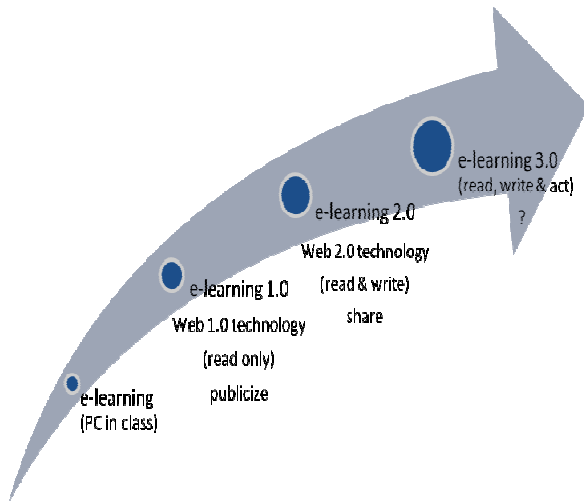 e-learning 3.0
(read, write & act)
?
e-learning 2.0
Web 2.0 technology
(read & write)
share
e-learning 1.0
Web 1.0 technology
(read only)
publicize
e-learning
(PC in class)